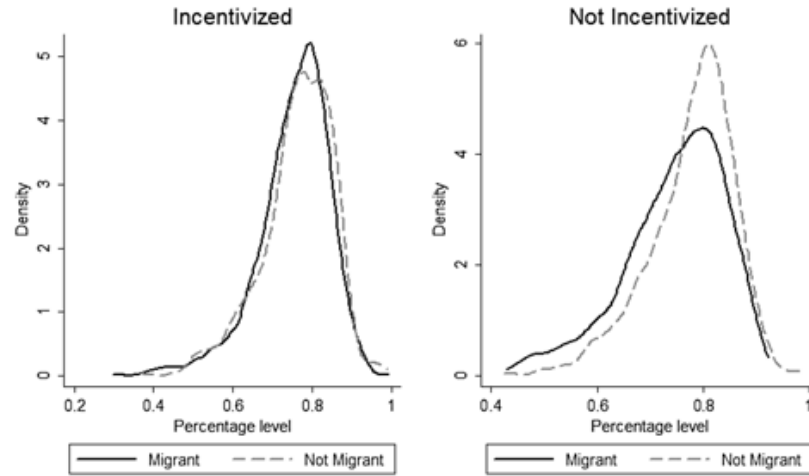 Incentivized
Density
5
4
3
2
1
0
0.2 0.4 0.6 0.8 1
Percentage level
Migrant Not Migrant
Not Incentivized
Density
6
4
2
0
0.4 0.6 0.8 1
Percentage level
Migrant Not Migrant